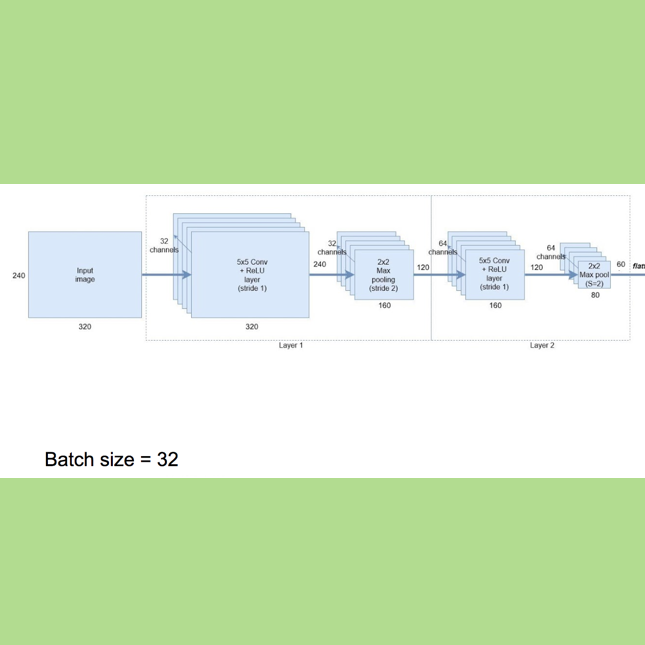 32
channels
240
Input
image
320
5x5 Conv
+ ReLU
layer
(stride 1)
320
240
32
channels
2x2
Max
pooling
(stride 2)
160
Layer 1
120
64
channels
5x5 Conv
+ ReLU
layer
(stride 1)
160
120
64
channels
2x2
Max pool
(S=2)
80
60
Layer 2
Batch size = 32